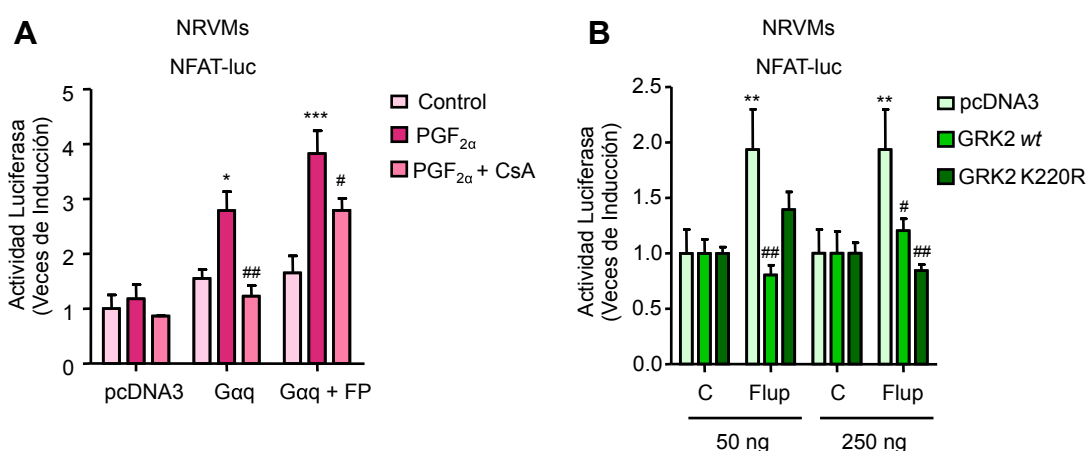 A
NRVMs
NFAT-luc
Actividad Luciferasa
(Veces de Inducción)
5
4
3
2
1
0
***
*
#
##
pcDNA3
Gαq
Gαq + FP
Control
PGF2α
PGF2α + CsA
B
NRVMs
NFAT-luc
Actividad Luciferasa
(Veces de Inducción)
2.5
2.0
1.5
1.0
0.5
0.0
**
**
##
#
##
C
Flup
C
Flup
50 ng
250 ng
pcDNA3
GRK2 wt
GRK2 K220R